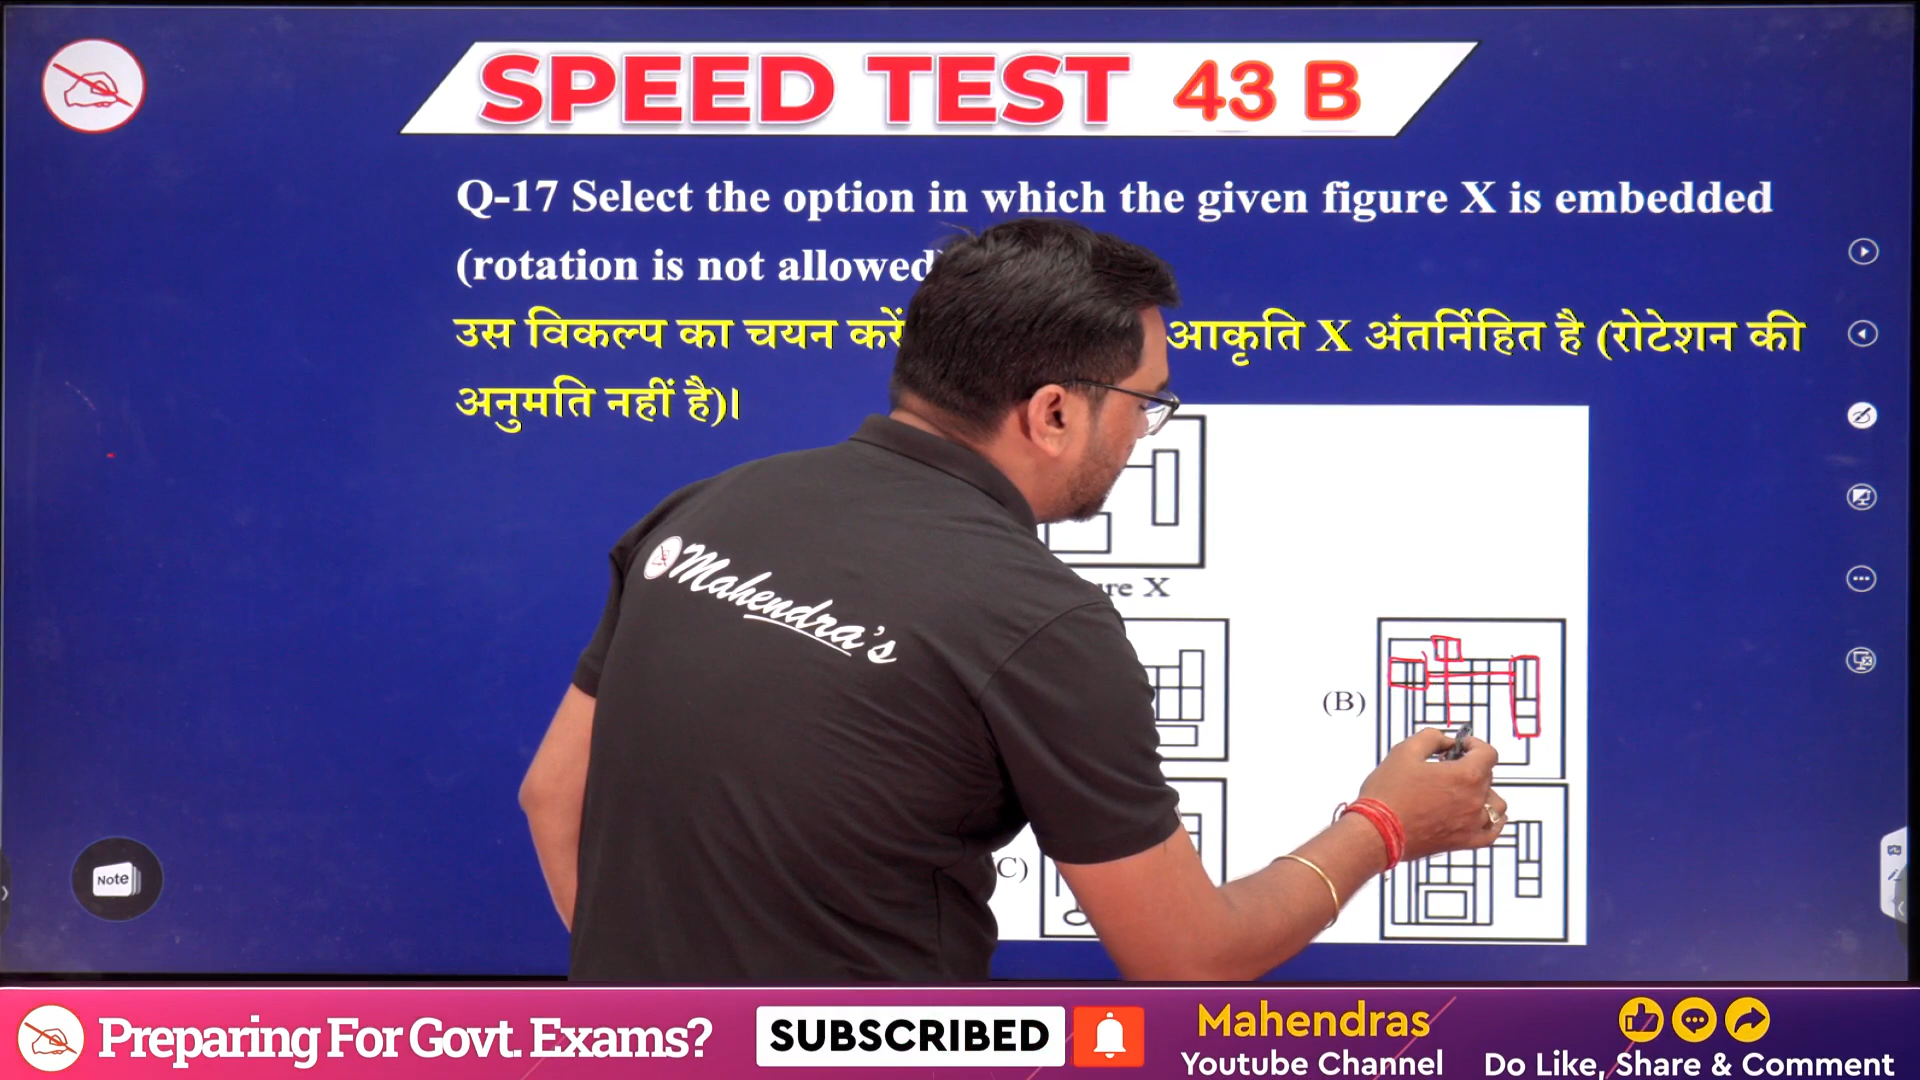 SPEED TEST 43 B
Q-17 Select the option in which the given figure X is embedded
(rotation is not allowed
उस विकल्प का चयन करें आकृति X अंतर्निहित है (रोटेशन की
अनुमति नहीं है)।
X
(B)
C)
Mahendra's
Note
Preparing For Govt. Exams?
SUBSCRIBED
Mahendras
Youtube Channel
Do Like, Share & Comment